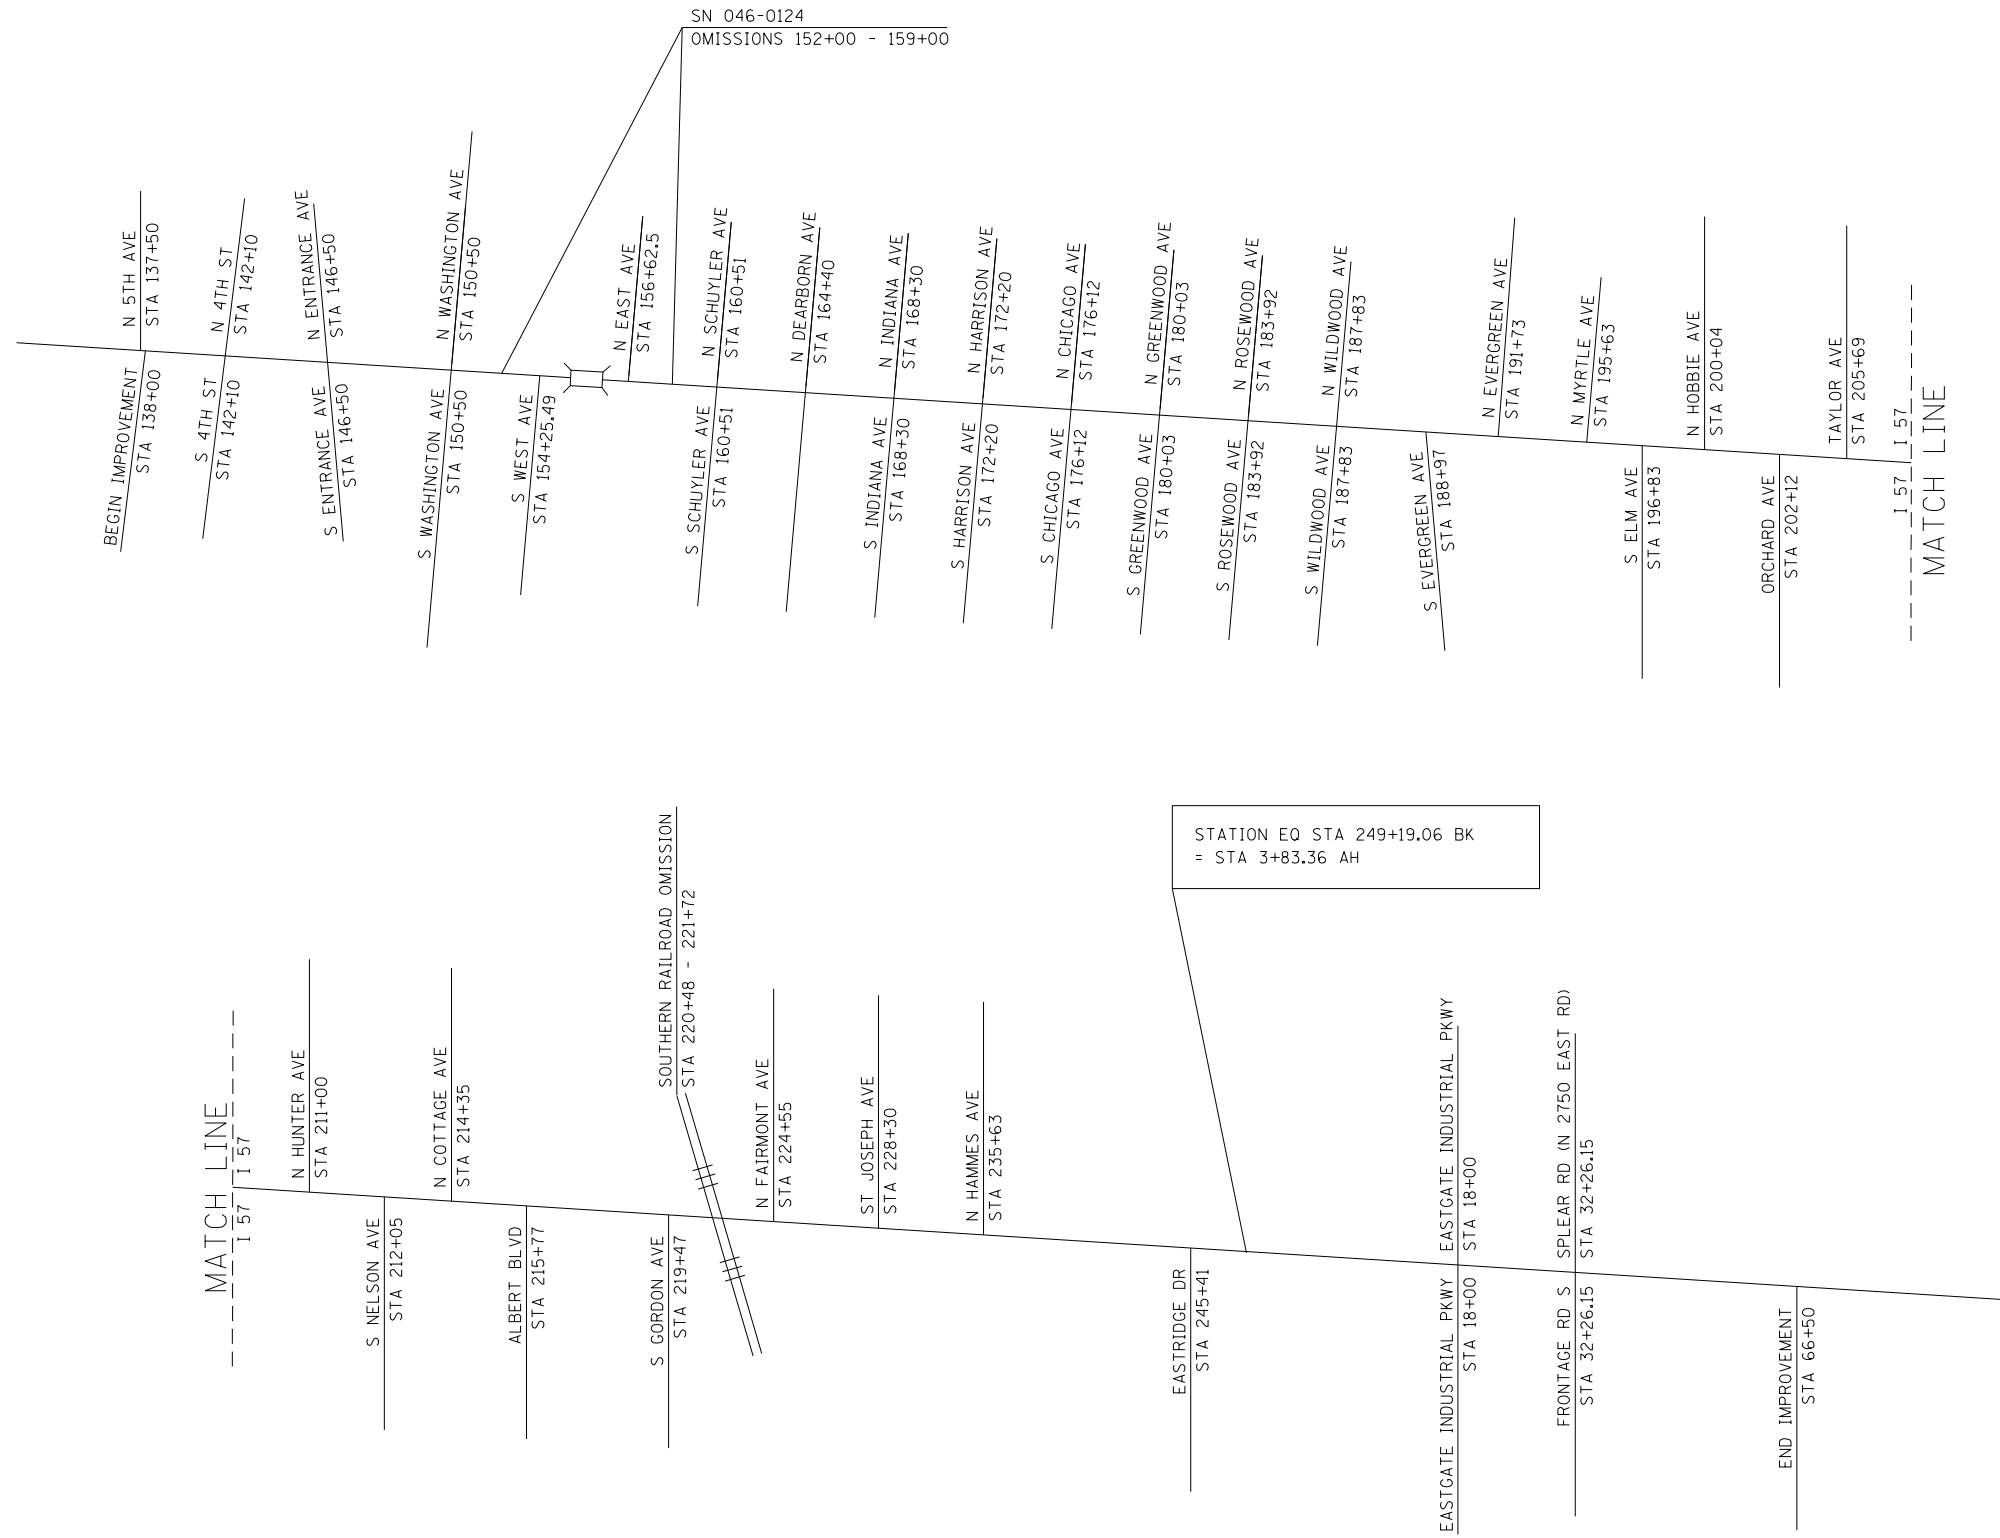 SN 046-0124
OMISSIONS 152+00 - 159+00
N 5TH AVE
STA 137+50
N 4TH ST
STA 142+10
N ENTRANCE AVE
STA 146+50
N WASHINGTON AVE
STA 150+50
N EAST AVE
STA 156+62.5
N SCHUYLER AVE
STA 160+51
N DEARBORN AVE
STA 164+40
N INDIANA AVE
STA 168+30
N HARRISON AVE
STA 172+20
N CHICAGO AVE
STA 176+12
N GREENWOOD AVE
STA 180+03
N ROSEWOOD AVE
STA 183+92
N WILDWOOD AVE
STA 187+83
N EVERGREEN AVE
STA 191+73
N MYRTLE AVE
STA 195+63
N HOBBIE AVE
STA 200+04
TAYLOR AVE
STA 205+69
I 57
BEGIN IMPROVEMENT
STA 138+00
S 4TH ST
STA 142+10
S ENTRANCE AVE
STA 146+50
S WASHINGTON AVE
STA 150+50
S WEST AVE
STA 154+25.49
S SCHUYLER AVE
STA 160+51
S INDIANA AVE
STA 168+30
S HARRISON AVE
STA 172+20
S CHICAGO AVE
STA 176+12
S GREENWOOD AVE
STA 180+03
S ROSEWOOD AVE
STA 183+92
S WILDWOOD AVE
STA 187+83
S EVERGREEN AVE
STA 188+97
S ELM AVE
STA 196+83
ORCHARD AVE
STA 202+12
I 57
MATCH LINE
STATION EQ STA 249+19.06 BK
= STA 3+83.36 AH
MATCH LINE
I 57
N HUNTER AVE
STA 211+00
N COTTAGE AVE
STA 214+35
SOUTHERN RAILROAD OMISSION
STA 220+48 - 221+72
N FAIRMONT AVE
STA 224+55
ST JOSEPH AVE
STA 228+30
N HAMMES AVE
STA 235+63
EASTGATE INDUSTRIAL PKWY
STA 18+00
SPLEAR RD (N 2750 EAST RD)
STA 32+26.15
I 57
S NELSON AVE
STA 212+05
ALBERT BLVD
STA 215+77
S GORDON AVE
STA 219+47
EASTRIDGE DR
STA 245+41
EASTGATE INDUSTRIAL PKWY
STA 18+00
FRONTAGE RD S
STA 32+26.15
END IMPROVEMENT
STA 66+50